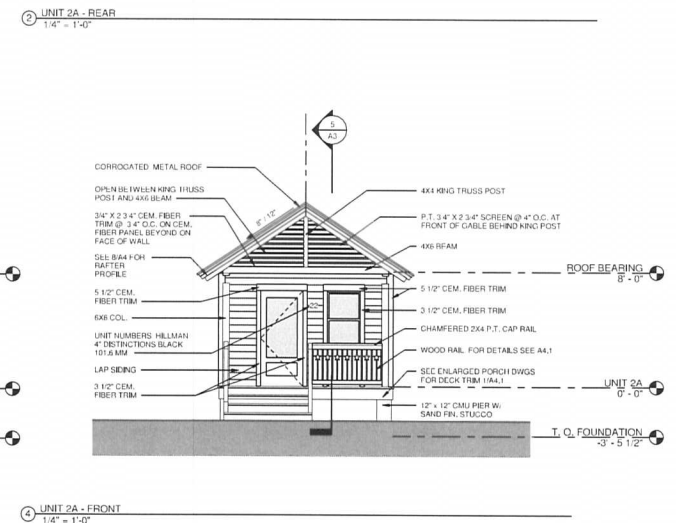 2 UNIT 2A - REAR
1/4" = 1'-0"
5
A3
CORROGATED METAL ROOF
OPEN BETWEEN KING TRUSS
POST AND 4X6 BEAM
3/4" X 2 3 4" CEM. FIBER
TRIM @ 3 4" O.C. ON CEM.
FIBER PANEL BEYOND ON
FACE OF WALL
SEE 8/A4 FOR
RAFTER
PROFILE
5 1/2" CEM.
FIBER TRIM
6X6 COL.
UNIT NUMBERS HILLMAN
4" DISTINCTIONS BLACK
101.6 MM
LAP SIDING
3 1/2" CEM.
FIBER TRIM
8" / 12"
22
4X4 KING TRUSS POST
P.T. 3 4" X 2 3/4" SCREEN @ 4" O.C. AT
FRONT OF GABLE BEHIND KING POST
4X6 BEAM
5 1/2" CEM. FIBER TRIM
3 1/2" CEM. FIBER TRIM
CHAMFERED 2X4 P.T. CAP RAIL
WOOD RAIL FOR DETAILS SEE A4.1
SEE ENLARGED PORCH DWGS
FOR DECK TRIM 1/A4.1
12" x 12" CMU PIER W/
SAND FIN. STUCCO
ROOF BEARING
8' - 0"
UNIT 2A
0' - 0"
T. O. FOUNDATION
-3' - 5 1/2"
4 UNIT 2A - FRONT
1/4" = 1'-0"